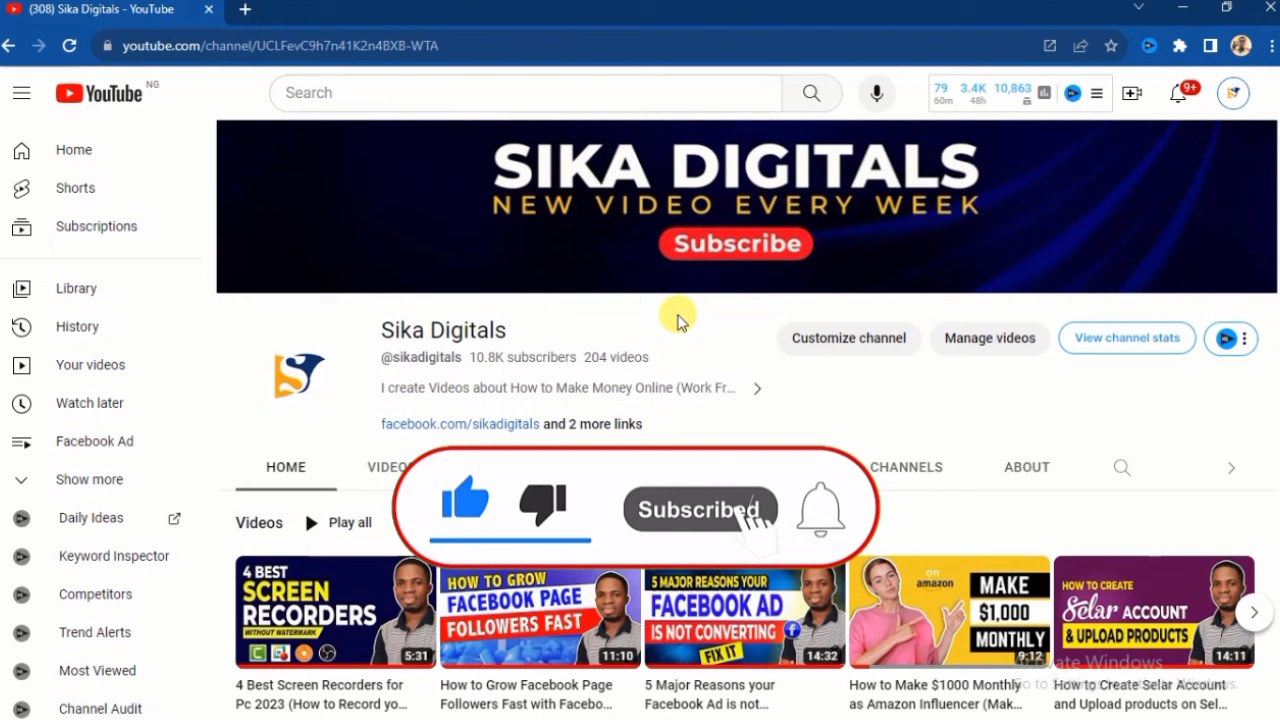 (308) Sika Digitals - YouTube
youtube.com/channel/UCLFevC9h7n41K2n4BXB-WTA
YouTube NG
Search
79 3.4K 10,863
60m 48h
9+
SIKA DIGITALS
NEW VIDEO EVERY WEEK
Subscribe
Home
Shorts
Subscriptions
Library
History
Your videos
Watch later
Facebook Ad
Show more
Daily Ideas
Keyword Inspector
Competitors
Trend Alerts
Most Viewed
Channel Audit
Sika Digitals
@sikadigitals 10.8K subscribers 204 videos
I create Videos about How to Make Money Online (Work Fr...
facebook.com/sikadigitals and 2 more links
Customize channel
Manage videos
View channel stats
HOME
CHANNELS
ABOUT
Subscribed
Videos
Play all
4 BEST
SCREEN
RECORDERS
WITHOUT WATERMARK
5:31
HOW TO GROW
FACEBOOK PAGE
FOLLOWERS FAST
11:10
5 MAJOR REASONS YOUR
FACEBOOK AD
IS NOT CONVERTING
FIX IT
14:32
on
amazon
MAKE
$1,000
MONTHLY
9:12
HOW TO CREATE
Selar ACCOUNT
& UPLOAD PRODUCTS
14:11
4 Best Screen Recorders for
Pc 2023 (How to Record yo...
How to Grow Facebook Page
Followers Fast with Facebo...
5 Major Reasons your
Facebook Ad is not...
How to Make $1000 Monthly
as Amazon Influencer (Mak...
How to Create Selar Account
and Upload products on Sel...